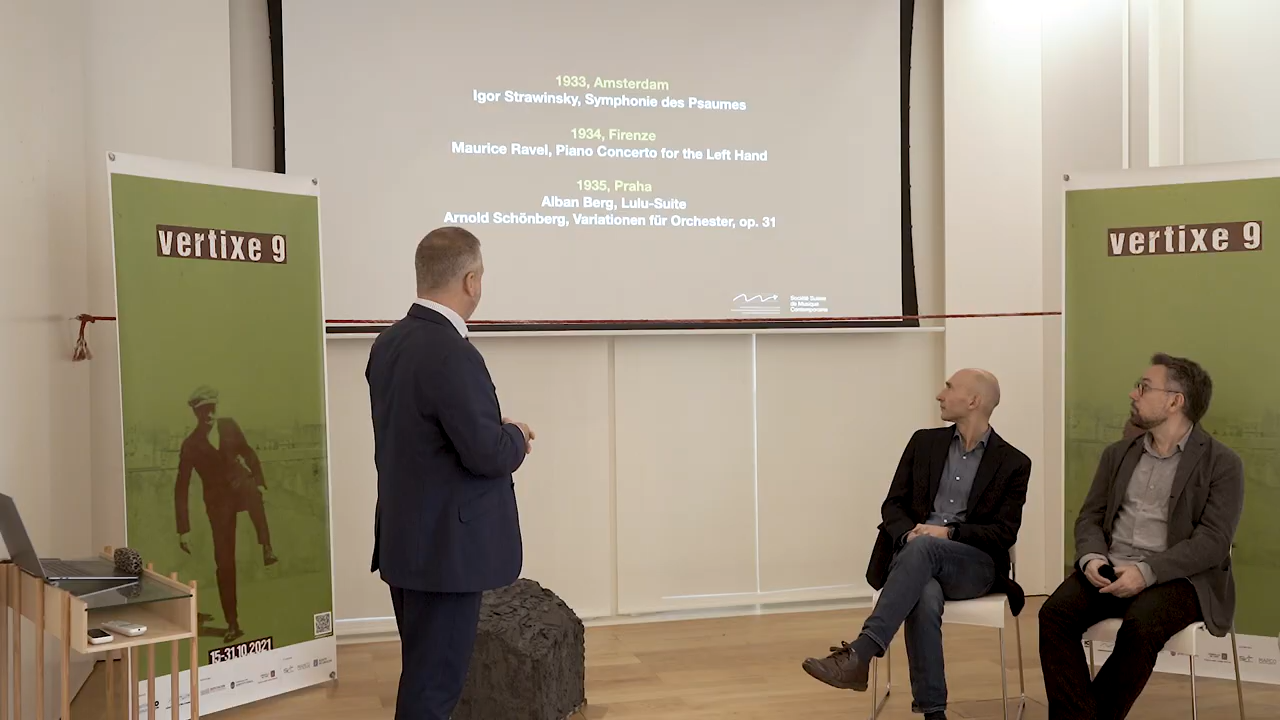 1933, Amsterdam
Igor Strawinsky, Symphonie des Psaumes
1934, Firenze
Maurice Ravel, Piano Concerto for the Left Hand
1935, Praha
Alban Berg, Lulu-Suite
Arnold Schönberg, Variationen für Orchester, op. 31
Société Suisse
de Musique
Contemporaine
vertixe 9
15-31.10.2021
vertixe 9